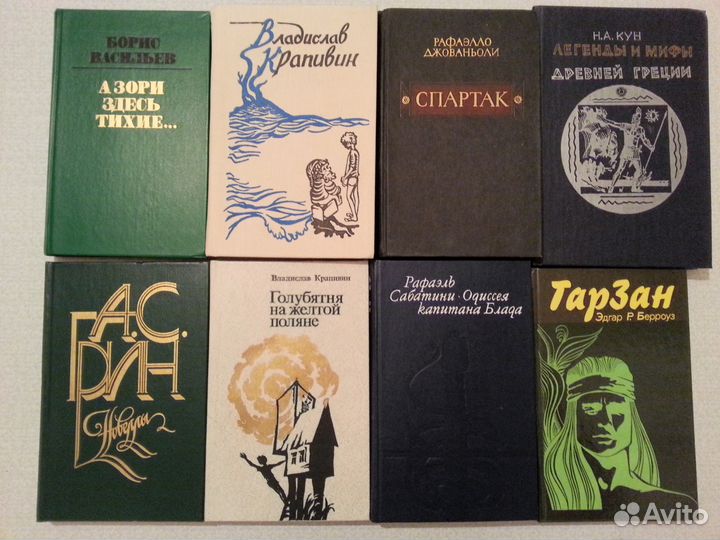 БОРИС
ВАСИЛЬЕВ
А ЗОРИ
ЗДЕСЬ
ТИХИЕ...
Владислав
Крапивин
РАФАЭЛЛО
ДЖОВАНЬОЛИ
СПАРТАК
Н.А. КУН
ЛЕГЕНДЫ И МИФЫ
ДРЕВНЕЙ ГРЕЦИИ
А.С.
ГРИН
Новеллы
Владислав Крапивин
Голубятня
на желтой
поляне
Рафаэль
Сабатини · Одиссея
капитана Блада
Тарзан
Эдгар Р. Берроуз
Avito